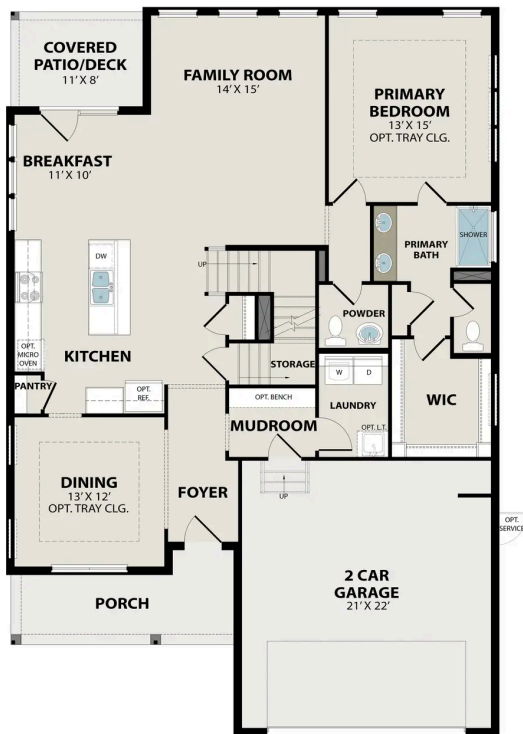 COVERED
PATIO/DECK
11' X 8'
FAMILY ROOM
14' X 15'
PRIMARY
BEDROOM
13' X 15'
OPT. TRAY CLG.
BREAKFAST
11' X 10'
DW
UP
PRIMARY
BATH
SHOWER
OPT.
MICRO
OVEN
KITCHEN
POWDER
STORAGE
PANTRY
OPT.
REF.
W
D
OPT. BENCH
MUDROOM
LAUNDRY
OPT. L.T.
WIC
DINING
13' X 12'
OPT. TRAY CLG.
FOYER
UP
OPT.
SERVICE
2 CAR
GARAGE
21' X 22'
PORCH